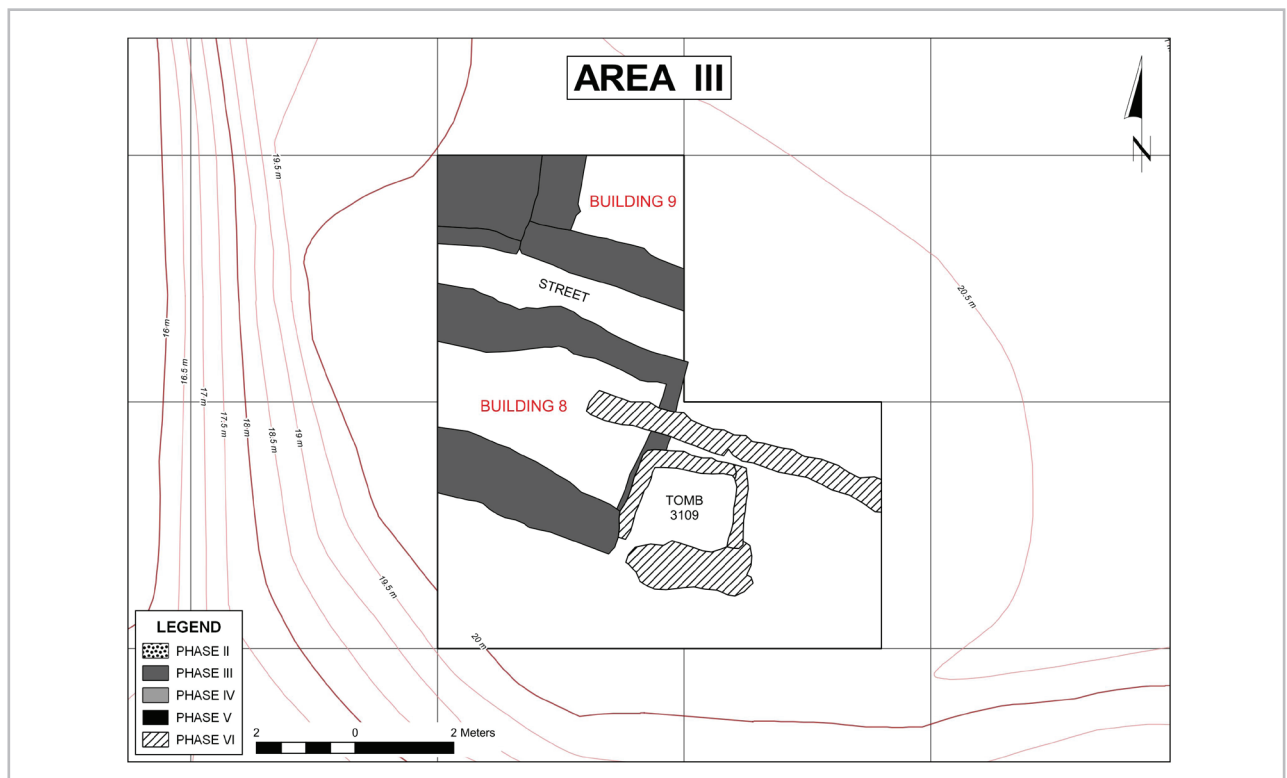 AREA III
N
19.5 m
BUILDING 9
STREET
20.5 m
16 m
16.5 m
17 m
17.5 m
18 m
18.5 m
19 m
BUILDING 8
TOMB
3109
19.5 m
20 m
LEGEND
PHASE II
PHASE III
PHASE IV
PHASE V
PHASE VI
2 0 2 Meters